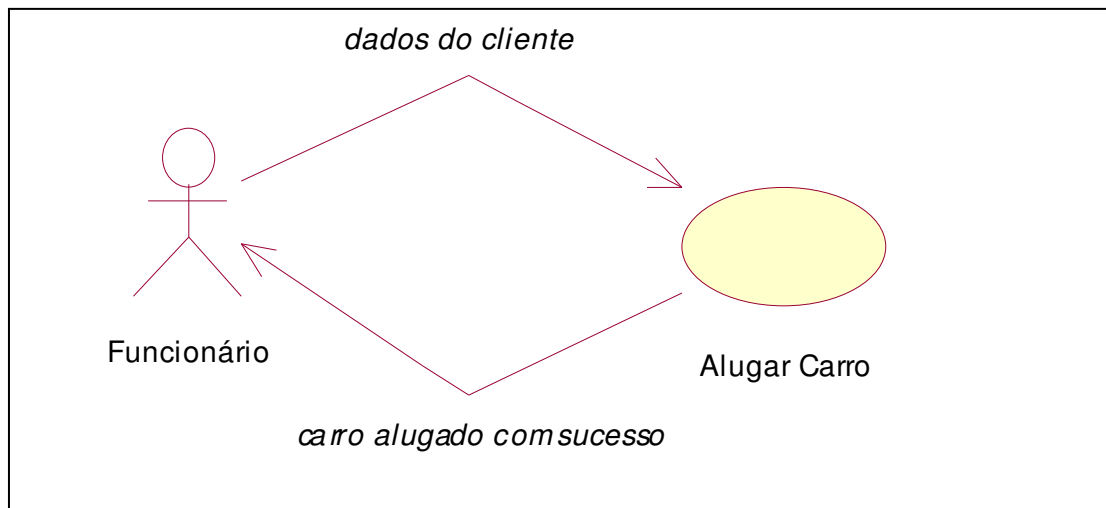 dados do cliente
Funcionário
Alugar Carro
carro alugado com sucesso